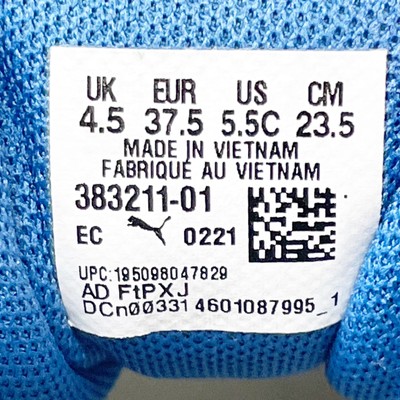 UK EUR US CM
4.5 37.5 5.5C 23.5
MADE IN VIETNAM
FABRIQUÉ AU VIETNAM
383211-01
EC 0221
UPC:195098047829
AD FtPXJ
DCn00331 4601087995_1